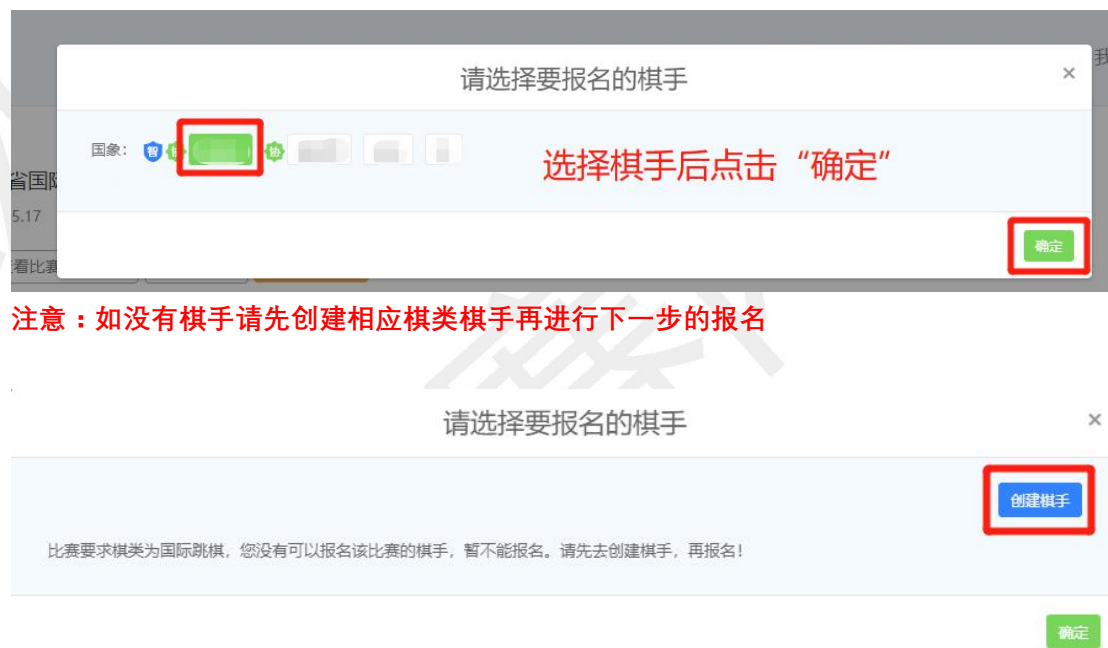 请选择要报名的棋手 ×
我
国象: 智 协 协
选择棋手后点击“确定”
省国际
5.17
看比赛
确定
注意：如没有棋手请先创建相应棋类棋手再进行下一步的报名
请选择要报名的棋手 ×
创建棋手
比赛要求棋类为国际跳棋，您没有可以报名该比赛的棋手，暂不能报名。请先去创建棋手，再报名！
确定